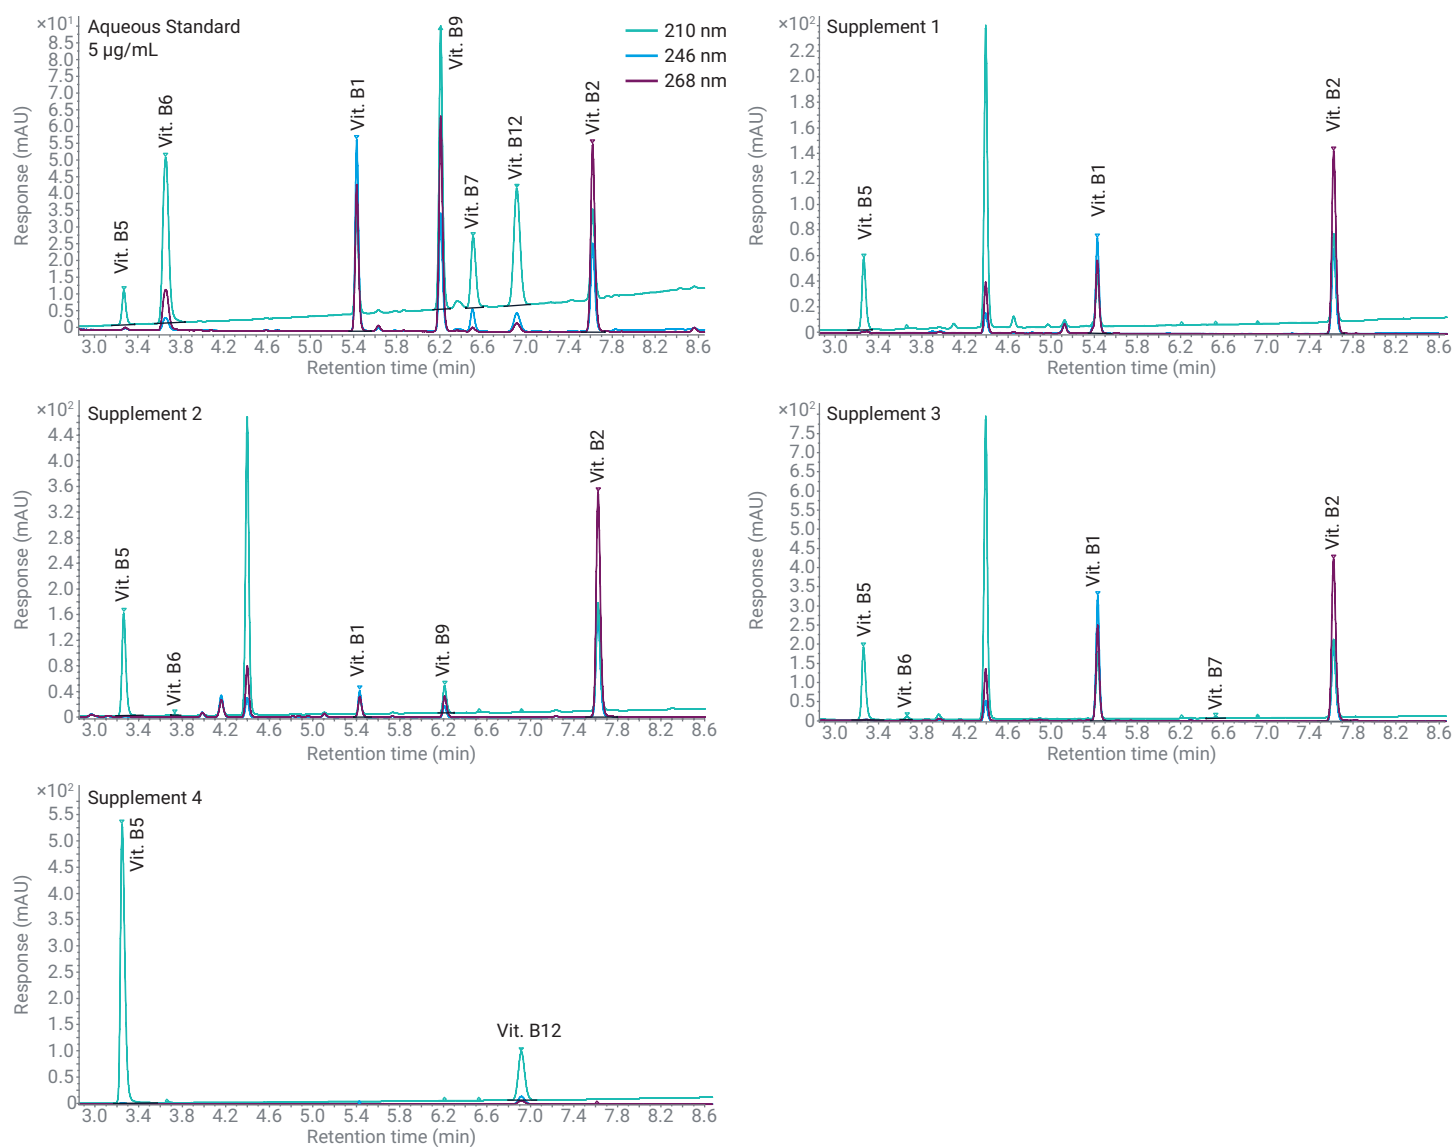 ×10¹
Aqueous Standard
5 µg/mL
210 nm
246 nm
268 nm
8.5
8.0
7.5
7.0
6.5
6.0
5.5
5.0
4.5
4.0
3.5
3.0
2.5
2.0
1.5
1.0
0.5
0
Response (mAU)
Vit. B5
Vit. B6
Vit. B1
Vit. B9
Vit. B7
Vit. B12
Vit. B2
3.0 3.4 3.8 4.2 4.6 5.0 5.4 5.8 6.2 6.6 7.0 7.4 7.8 8.2 8.6
Retention time (min)
×10²
Supplement 1
2.2
2.0
1.8
1.6
1.4
1.2
1.0
0.8
0.6
0.4
0.2
0
Response (mAU)
Vit. B5
Vit. B1
Vit. B2
3.0 3.4 3.8 4.2 4.6 5.0 5.4 5.8 6.2 6.6 7.0 7.4 7.8 8.2 8.6
Retention time (min)
×10²
Supplement 2
4.4
4.0
3.6
3.2
2.8
2.4
2.0
1.6
1.2
0.8
0.4
0
Response (mAU)
Vit. B5
Vit. B6
Vit. B1
Vit. B9
Vit. B2
3.0 3.4 3.8 4.2 4.6 5.0 5.4 5.8 6.2 6.6 7.0 7.4 7.8 8.2 8.6
Retention time (min)
×10²
Supplement 3
7.5
7.0
6.5
6.0
5.5
5.0
4.5
4.0
3.5
3.0
2.5
2.0
1.5
1.0
0.5
0
Response (mAU)
Vit. B5
Vit. B6
Vit. B1
Vit. B7
Vit. B2
3.0 3.4 3.8 4.2 4.6 5.0 5.4 5.8 6.2 6.6 7.0 7.4 7.8 8.2 8.6
Retention time (min)
×10²
Supplement 4
5.5
5.0
4.5
4.0
3.5
3.0
2.5
2.0
1.5
1.0
0.5
0
Response (mAU)
Vit. B5
Vit. B12
3.0 3.4 3.8 4.2 4.6 5.0 5.4 5.8 6.2 6.6 7.0 7.4 7.8 8.2 8.6
Retention time (min)